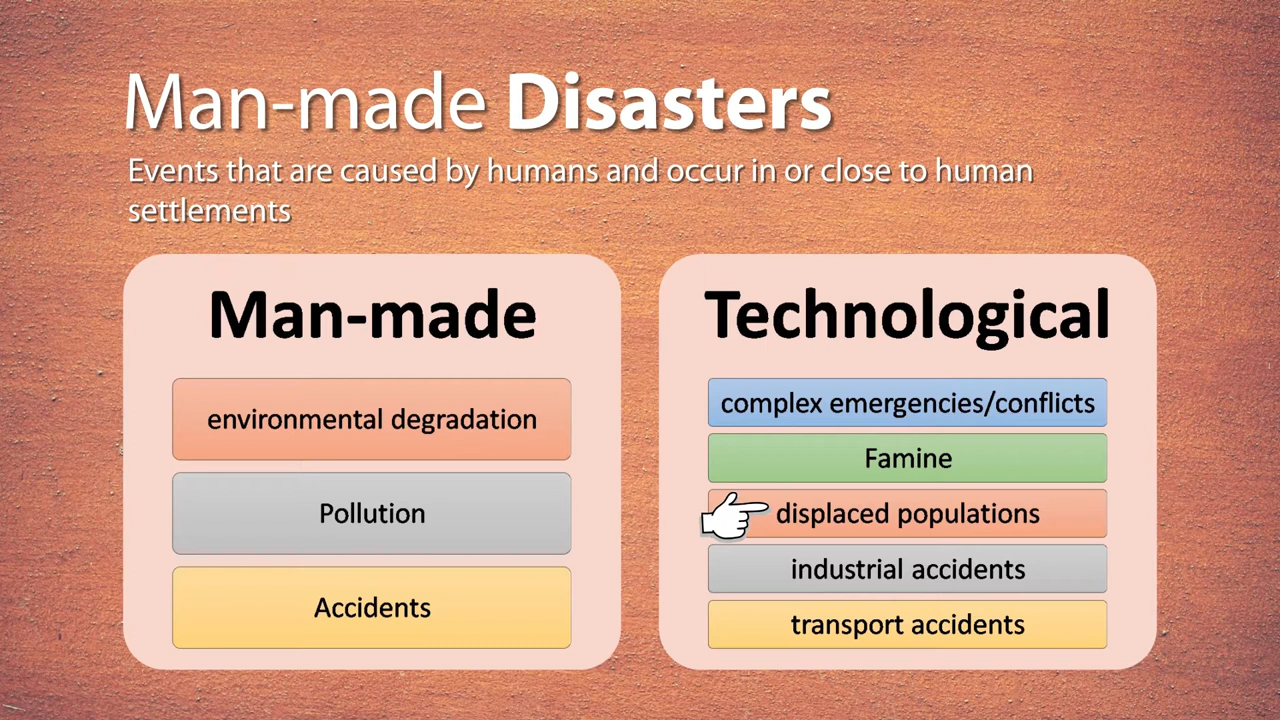 Man-made Disasters
Events that are caused by humans and occur in or close to human
settlements
Man-made
environmental degradation
Pollution
Accidents
Technological
complex emergencies/conflicts
Famine
displaced populations
industrial accidents
transport accidents